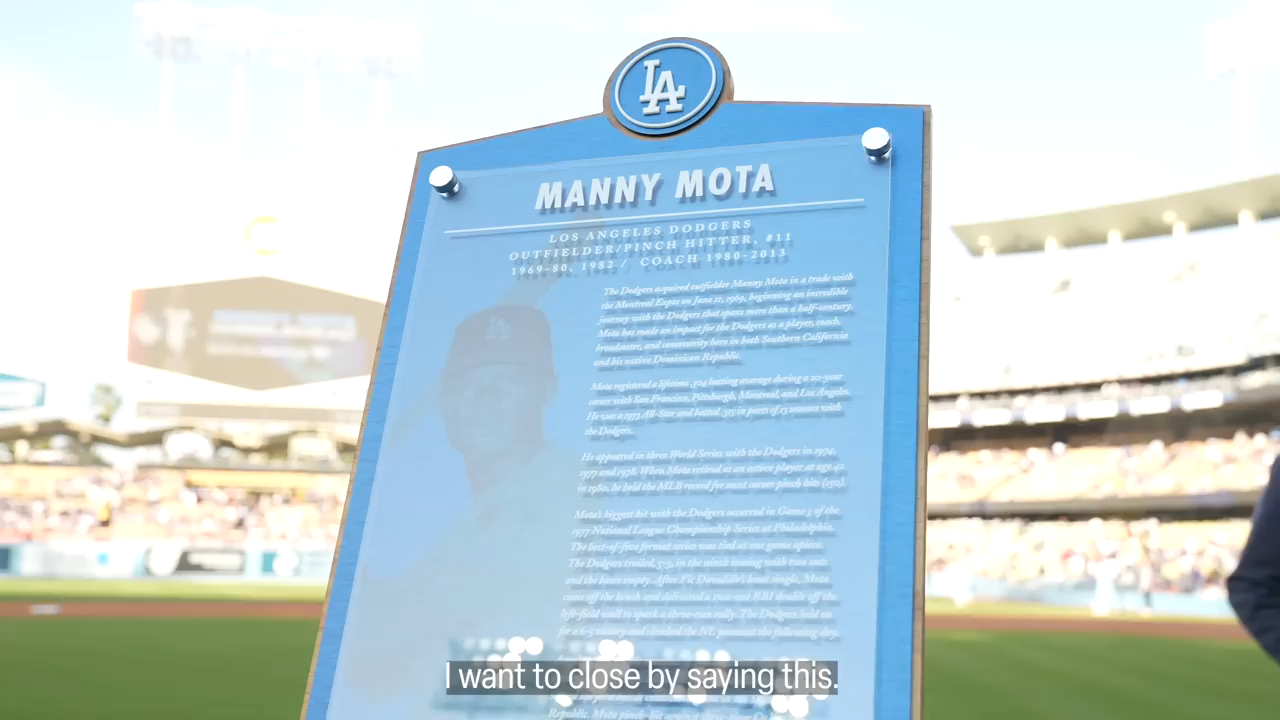 LA
MANNY MOTA
LOS ANGELES DODGERS
OUTFIELDER/PINCH HITTER, #11
1969-80, 1982 / COACH 1980-2013
The Dodgers acquired outfielder Manny Mota in a trade with
the Montreal Expos on June 11, 1969, beginning an incredible
journey with the Dodgers that spans more than a half-century.
Mota has made an impact for the Dodgers as a player, coach,
broadcaster, and community hero in both Southern California
and his native Dominican Republic.
Mota registered a lifetime .304 batting average during a 20-year
career with San Francisco, Pittsburgh, Montreal, and Los Angeles.
He was a 1973 All-Star and batted .315 in parts of 13 seasons with
the Dodgers.
He appeared in three World Series with the Dodgers in 1974,
1977 and 1978. When Mota retired as an active player at age 42
in 1980, he held the MLB record for most career pinch hits (150).
Mota's biggest hit with the Dodgers occurred in Game 3 of the
1977 National League Championship Series at Philadelphia.
The best-of-five format series was tied at one game apiece.
The Dodgers trailed, 5-3, in the ninth inning with two outs
and the bases empty. After Vic Davalillo's bunt single, Mota
came off the bench and delivered a two-out RBI double off the
left-field wall to spark a three-run rally. The Dodgers held on
for a 6-5 victory and climbed the NL pennant the following day.
I want to close by saying this.
Republic. Mota pinch-hit